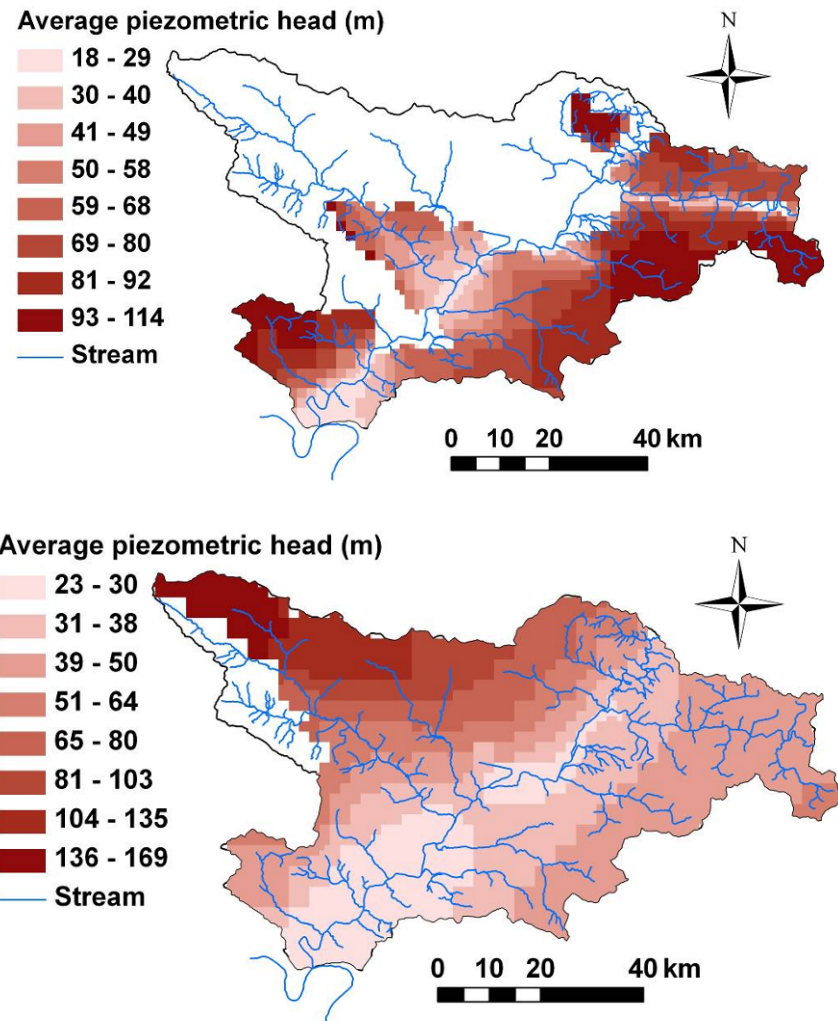 Average piezometric head (m)
18 - 29
30 - 40
41 - 49
50 - 58
59 - 68
69 - 80
81 - 92
93 - 114
Stream
N
0 10 20 40 km
Average piezometric head (m)
23 - 30
31 - 38
39 - 50
51 - 64
65 - 80
81 - 103
104 - 135
136 - 169
Stream
N
0 10 20 40 km